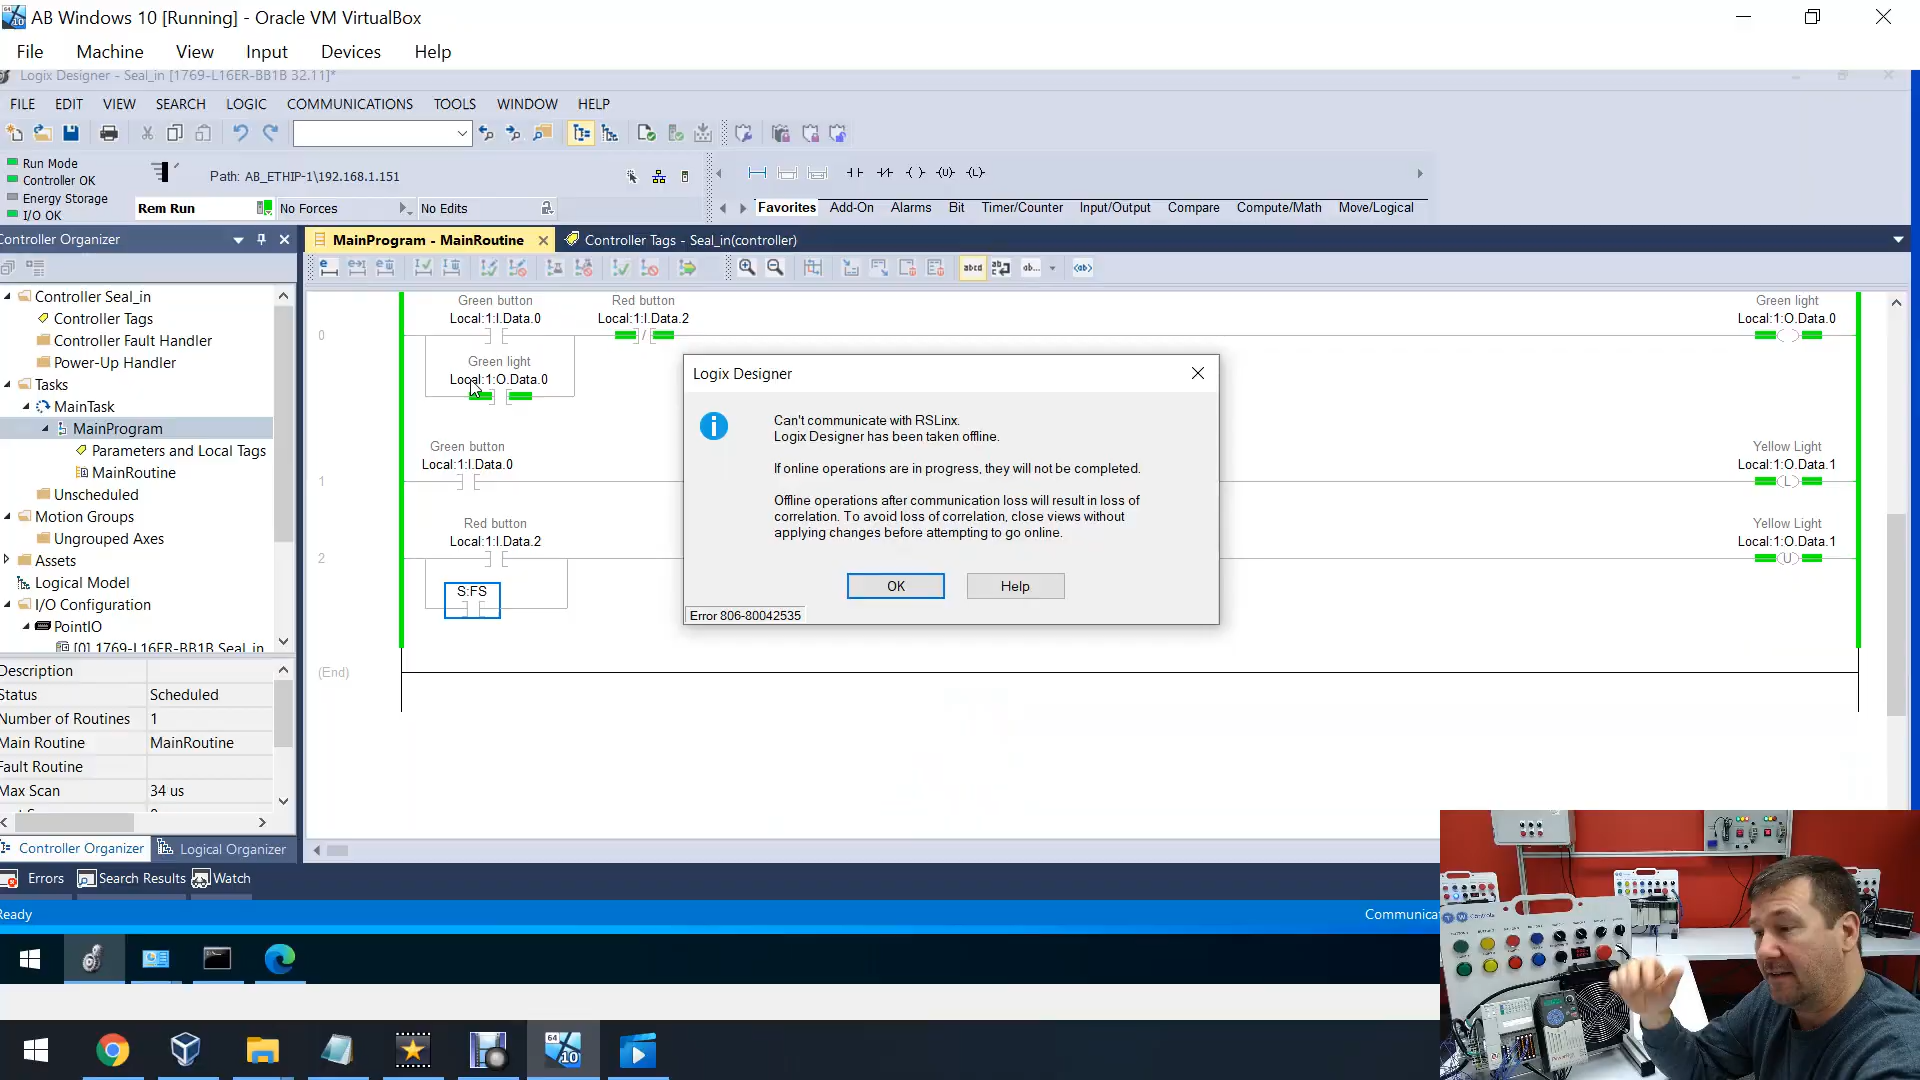 AB Windows 10 [Running] - Oracle VM VirtualBox
File Machine View Input Devices Help
Logix Designer - Seal_in [1769-L16ER-BB1B 32.11]*
FILE EDIT VIEW SEARCH LOGIC COMMUNICATIONS TOOLS WINDOW HELP
Run Mode
Controller OK
Energy Storage
I/O OK
Path: AB_ETHIP-1\192.168.1.151
Rem Run No Forces No Edits
Favorites Add-On Alarms Bit Timer/Counter Input/Output Compare Compute/Math Move/Logical
Controller Organizer
MainProgram - MainRoutine
Controller Tags - Seal_in(controller)
Controller Seal_in
Controller Tags
Controller Fault Handler
Power-Up Handler
Tasks
MainTask
MainProgram
Parameters and Local Tags
MainRoutine
Unscheduled
Motion Groups
Ungrouped Axes
Assets
Logical Model
I/O Configuration
PointIO
[0] 1769-L16ER-BB1B Seal_in
Description
Status Scheduled
Number of Routines 1
Main Routine MainRoutine
Fault Routine
Max Scan 34 us
Controller Organizer Logical Organizer
0
Green button
Local:1:I.Data.0
Red button
Local:1:I.Data.2
Green light
Local:1:O.Data.0
Green light
Local:1:O.Data.0
1
Green button
Local:1:I.Data.0
Yellow Light
Local:1:O.Data.1
L
2
Red button
Local:1:I.Data.2
Yellow Light
Local:1:O.Data.1
U
S:FS
(End)
Logix Designer
Can't communicate with RSLinx.
Logix Designer has been taken offline.
If online operations are in progress, they will not be completed.
Offline operations after communication loss will result in loss of
correlation. To avoid loss of correlation, close views without
applying changes before attempting to go online.
OK Help
Error 806-80042535
Errors Search Results Watch
Ready
Communicat